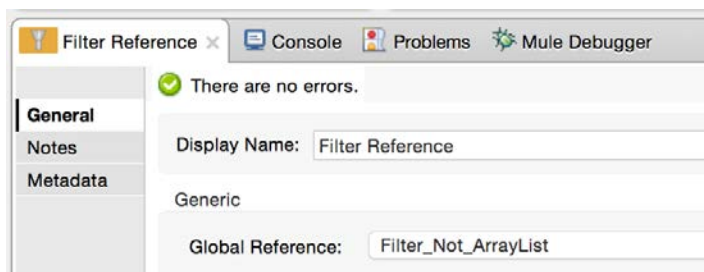 Filter Reference Console Problems Mule Debugger
There are no errors.
General
Notes
Display Name: Filter Reference
Metadata
Generic
Global Reference: Filter_Not_ArrayList